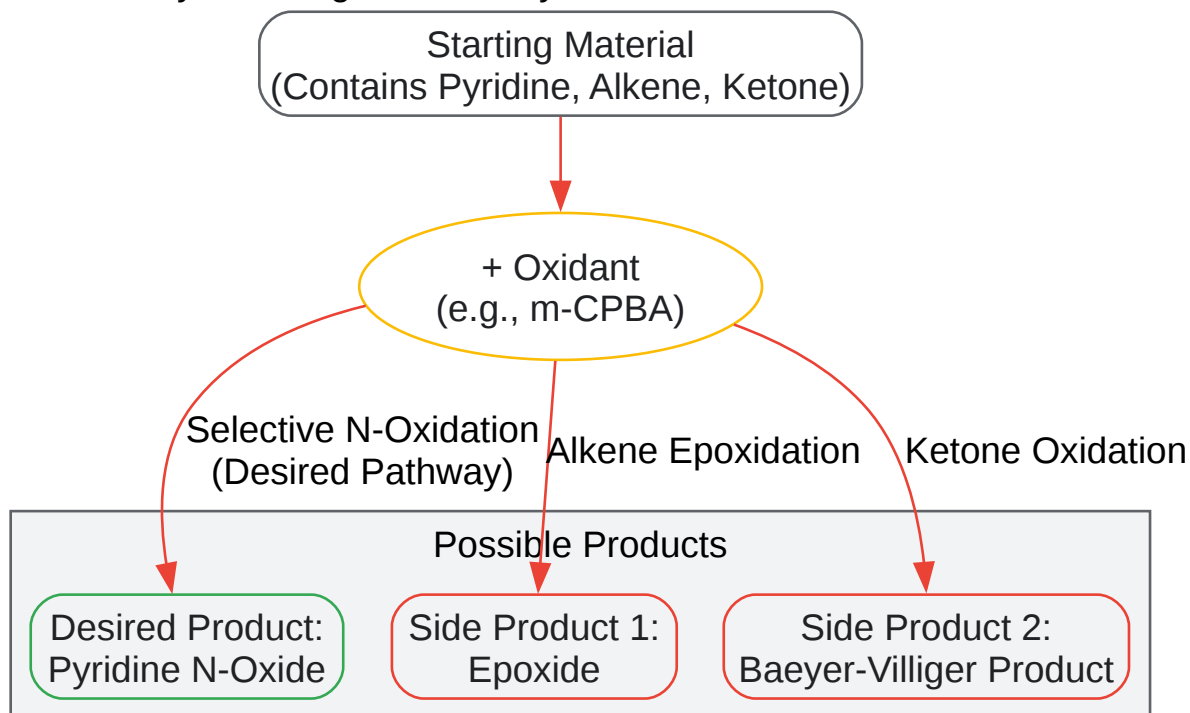 Starting Material
(Contains Pyridine, Alkene, Ketone)
+ Oxidant
(e.g., m-CPBA)
Selective N-Oxidation
(Desired Pathway)
Alkene Epoxidation
Ketone Oxidation
Possible Products
Desired Product:
Pyridine N-Oxide
Side Product 1:
Epoxide
Side Product 2:
Baeyer-Villiger Product